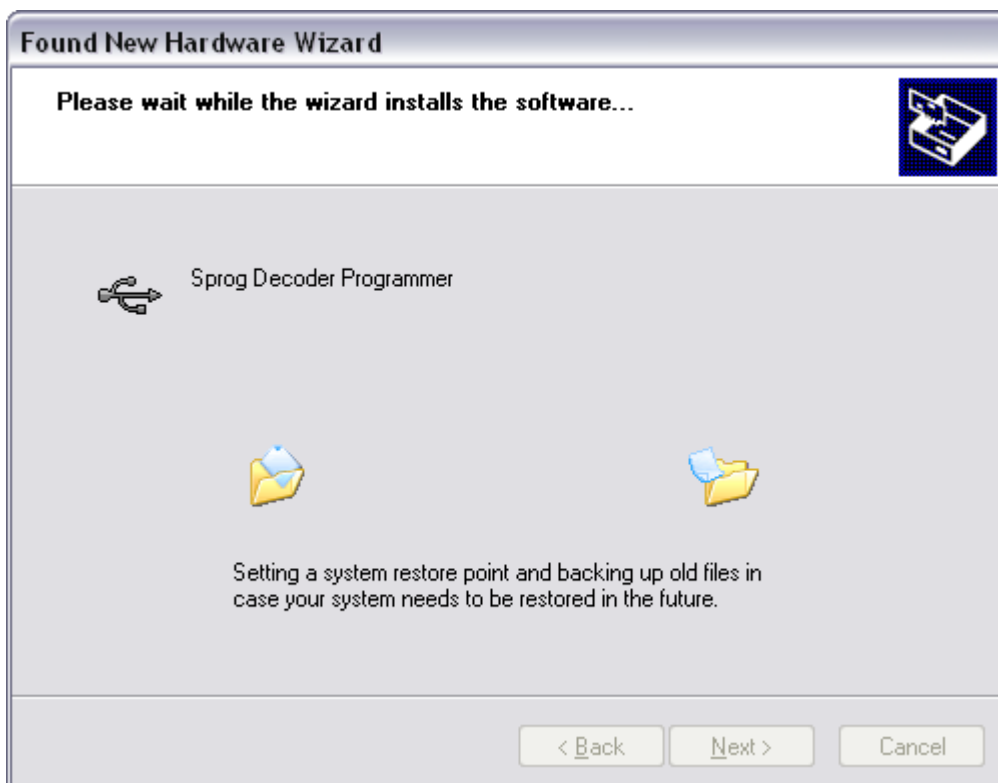 Found New Hardware Wizard
Please wait while the wizard installs the software...
Sprog Decoder Programmer
Setting a system restore point and backing up old files in
case your system needs to be restored in the future.
< Back
Next >
Cancel